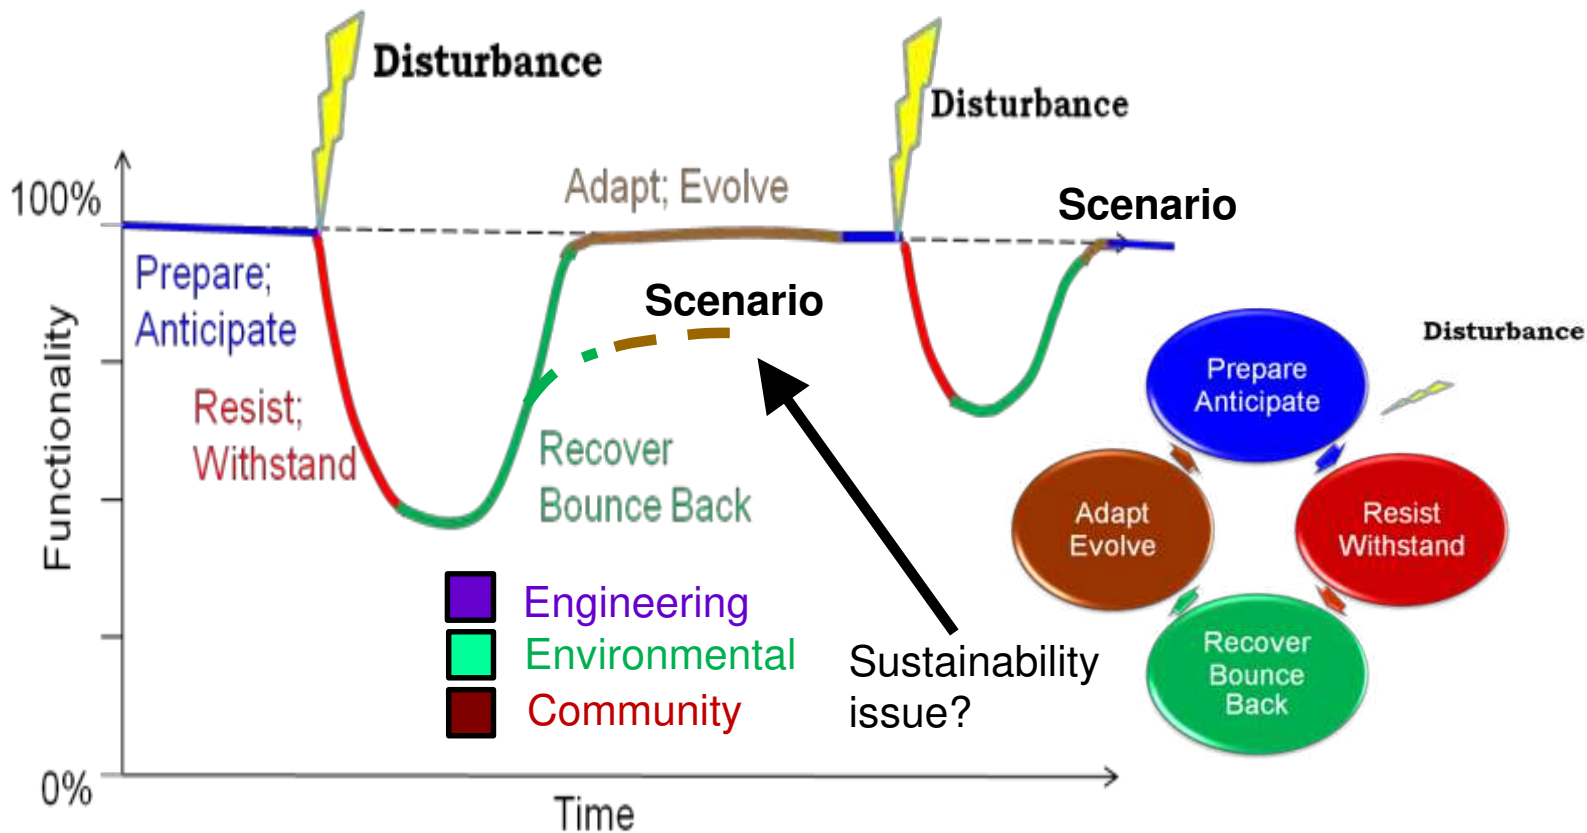 Disturbance
Disturbance
100%
Adapt; Evolve
Scenario
Prepare;
Anticipate
Scenario
Functionality
Resist;
Withstand
Recover
Bounce Back
Engineering
Environmental
Community
Sustainability
issue?
0%
Time
Disturbance
Prepare
Anticipate
Adapt
Evolve
Resist
Withstand
Recover
Bounce
Back